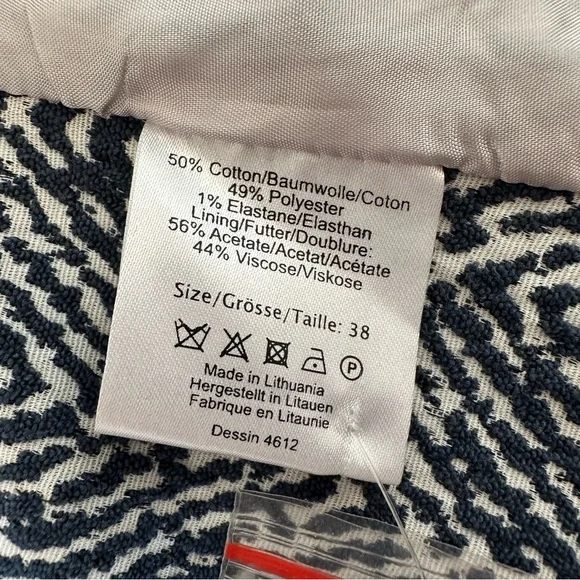 50% Cotton/Baumwolle/Coton
49% Polyester
1% Elastane/Elasthan
Lining/Futter/Doublure:
56% Acetate/Acetat/Acétate
44% Viscose/Viskose
Size/Grösse/Taille: 38
P
Made in Lithuania
Hergestellt in Litauen
Fabrique en Litaunie
Dessin 4612